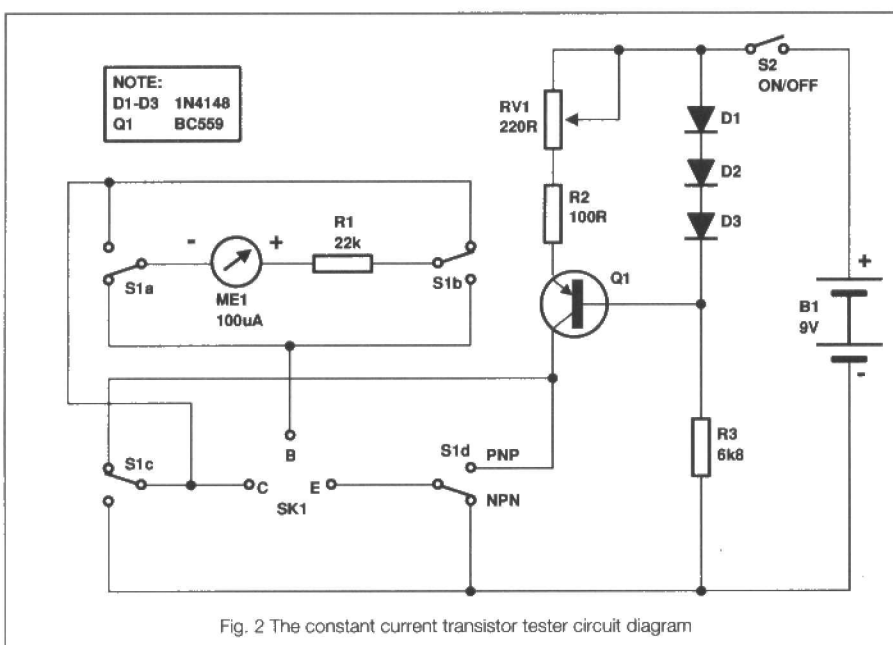 NOTE:
D1-D3 1N4148
Q1 BC559
S2
ON/OFF
RV1
220R
D1
D2
D3
R2
100R
R1
22k
- +
S1a
ME1
100uA
S1b
Q1
+
B1
9V
-
R3
6k8
S1c
B
C
E
SK1
S1d
PNP
NPN
Fig. 2 The constant current transistor tester circuit diagram